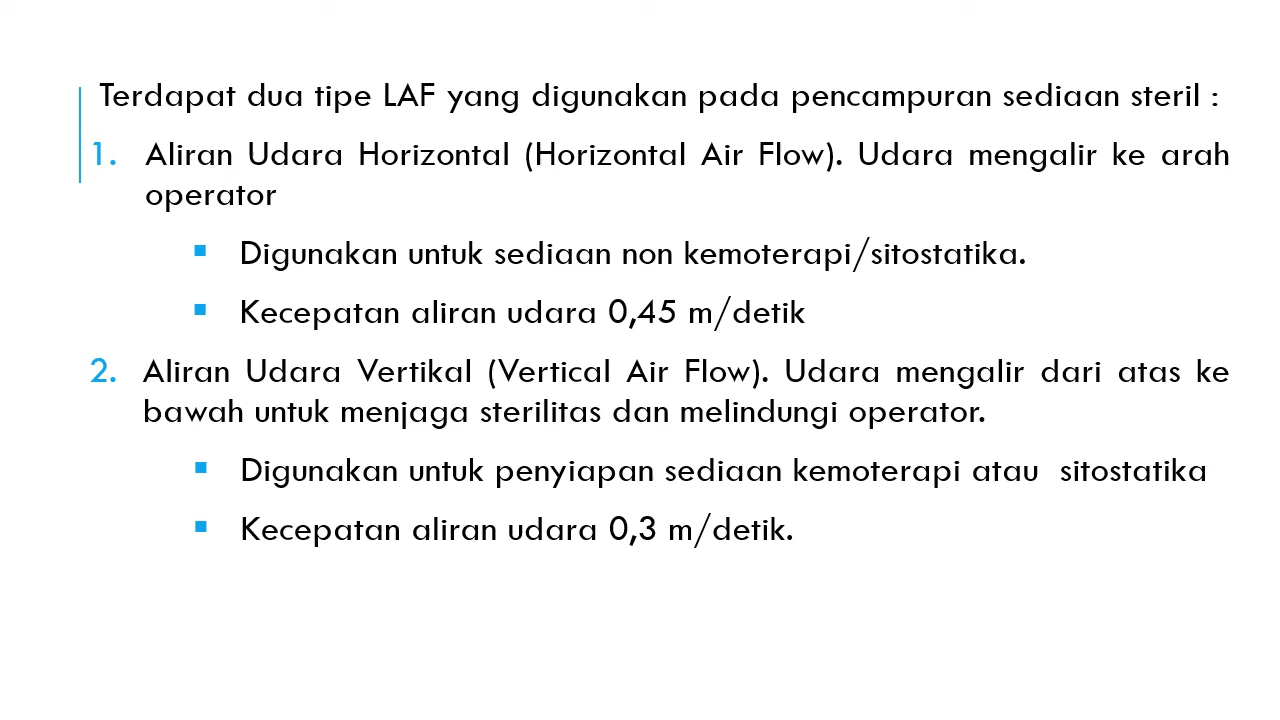 Terdapat dua tipe LAF yang digunakan pada pencampuran sediaan steril :
1. Aliran Udara Horizontal (Horizontal Air Flow). Udara mengalir ke arah
operator
▪ Digunakan untuk sediaan non kemoterapi/sitostatika.
▪ Kecepatan aliran udara 0,45 m/detik
2. Aliran Udara Vertikal (Vertical Air Flow). Udara mengalir dari atas ke
bawah untuk menjaga sterilitas dan melindungi operator.
▪ Digunakan untuk penyiapan sediaan kemoterapi atau  sitostatika
▪ Kecepatan aliran udara 0,3 m/detik.